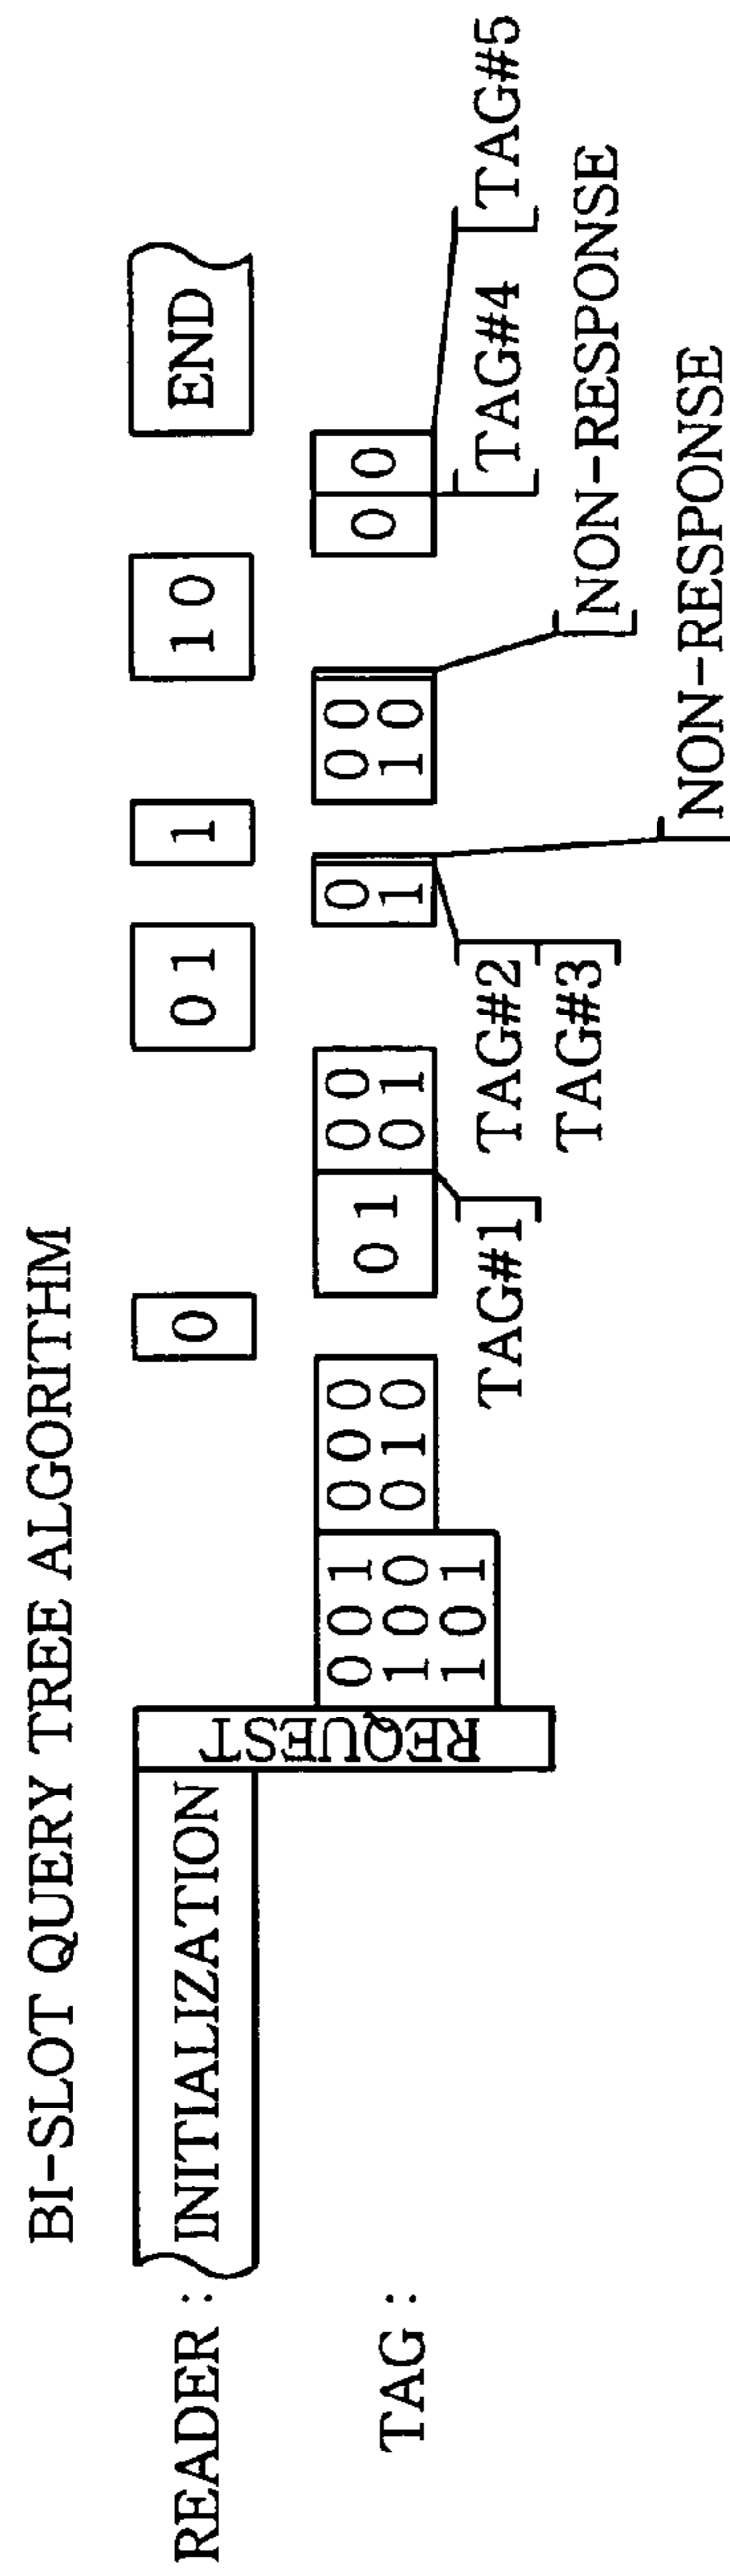 BI-SLOT QUERY TREE ALGORITHM
READER : INITIALIZATION REQUEST 0 01 1 10 END
TAG : 001 000 01 00 0 00 0 0
100 010 01 1 10
101
TAG#1 TAG#2 TAG#4 TAG#5
TAG#3 NON-RESPONSE
NON-RESPONSE